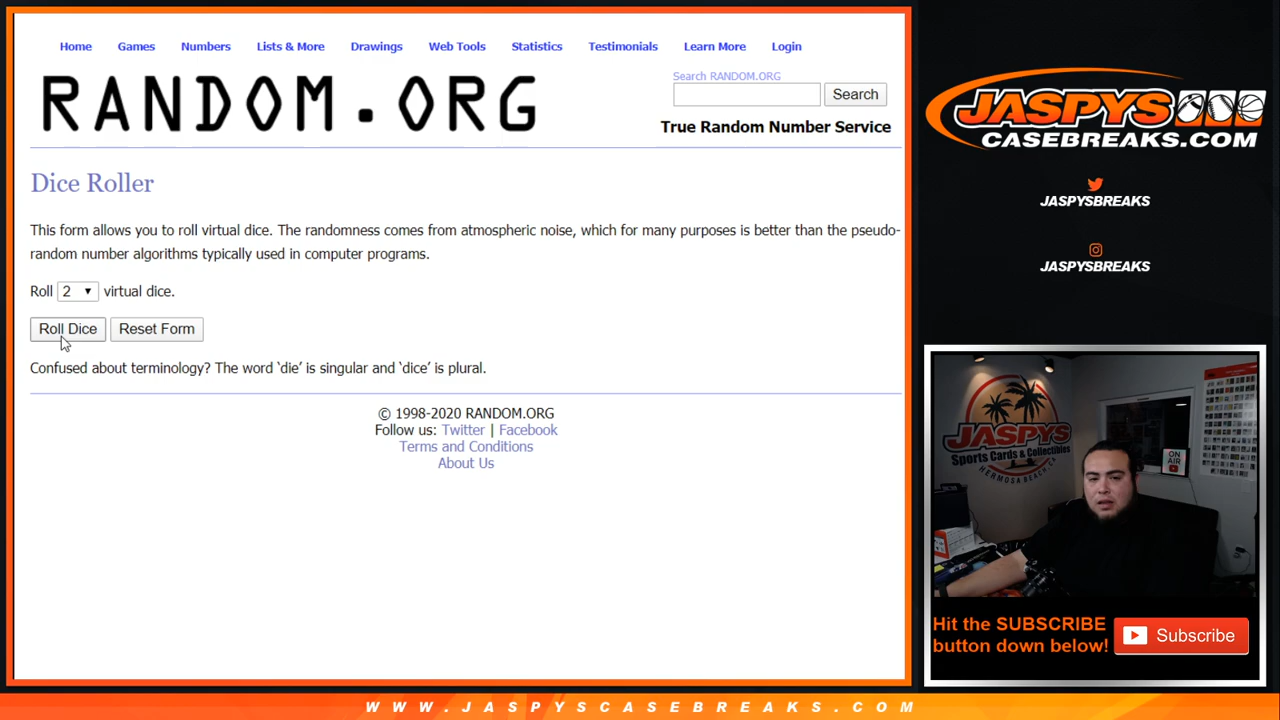 Home Games Numbers Lists & More Drawings Web Tools Statistics Testimonials Learn More Login
RANDOM.ORG
Search RANDOM.ORG
Search
True Random Number Service
Dice Roller
This form allows you to roll virtual dice. The randomness comes from atmospheric noise, which for many purposes is better than the pseudo-
random number algorithms typically used in computer programs.
Roll 2 virtual dice.
Roll Dice Reset Form
Confused about terminology? The word ‘die’ is singular and ‘dice’ is plural.
© 1998-2020 RANDOM.ORG
Follow us: Twitter | Facebook
Terms and Conditions
About Us
JASPYS
CASEBREAKS.COM
JASPYSBREAKS
JASPYSBREAKS
JASPYS
Sports Cards & Collectibles
HERMOSA BEACH, CA
ON
AIR
Hit the SUBSCRIBE
button down below!
Subscribe
WWW.JASPYSCASEBREAKS.COM